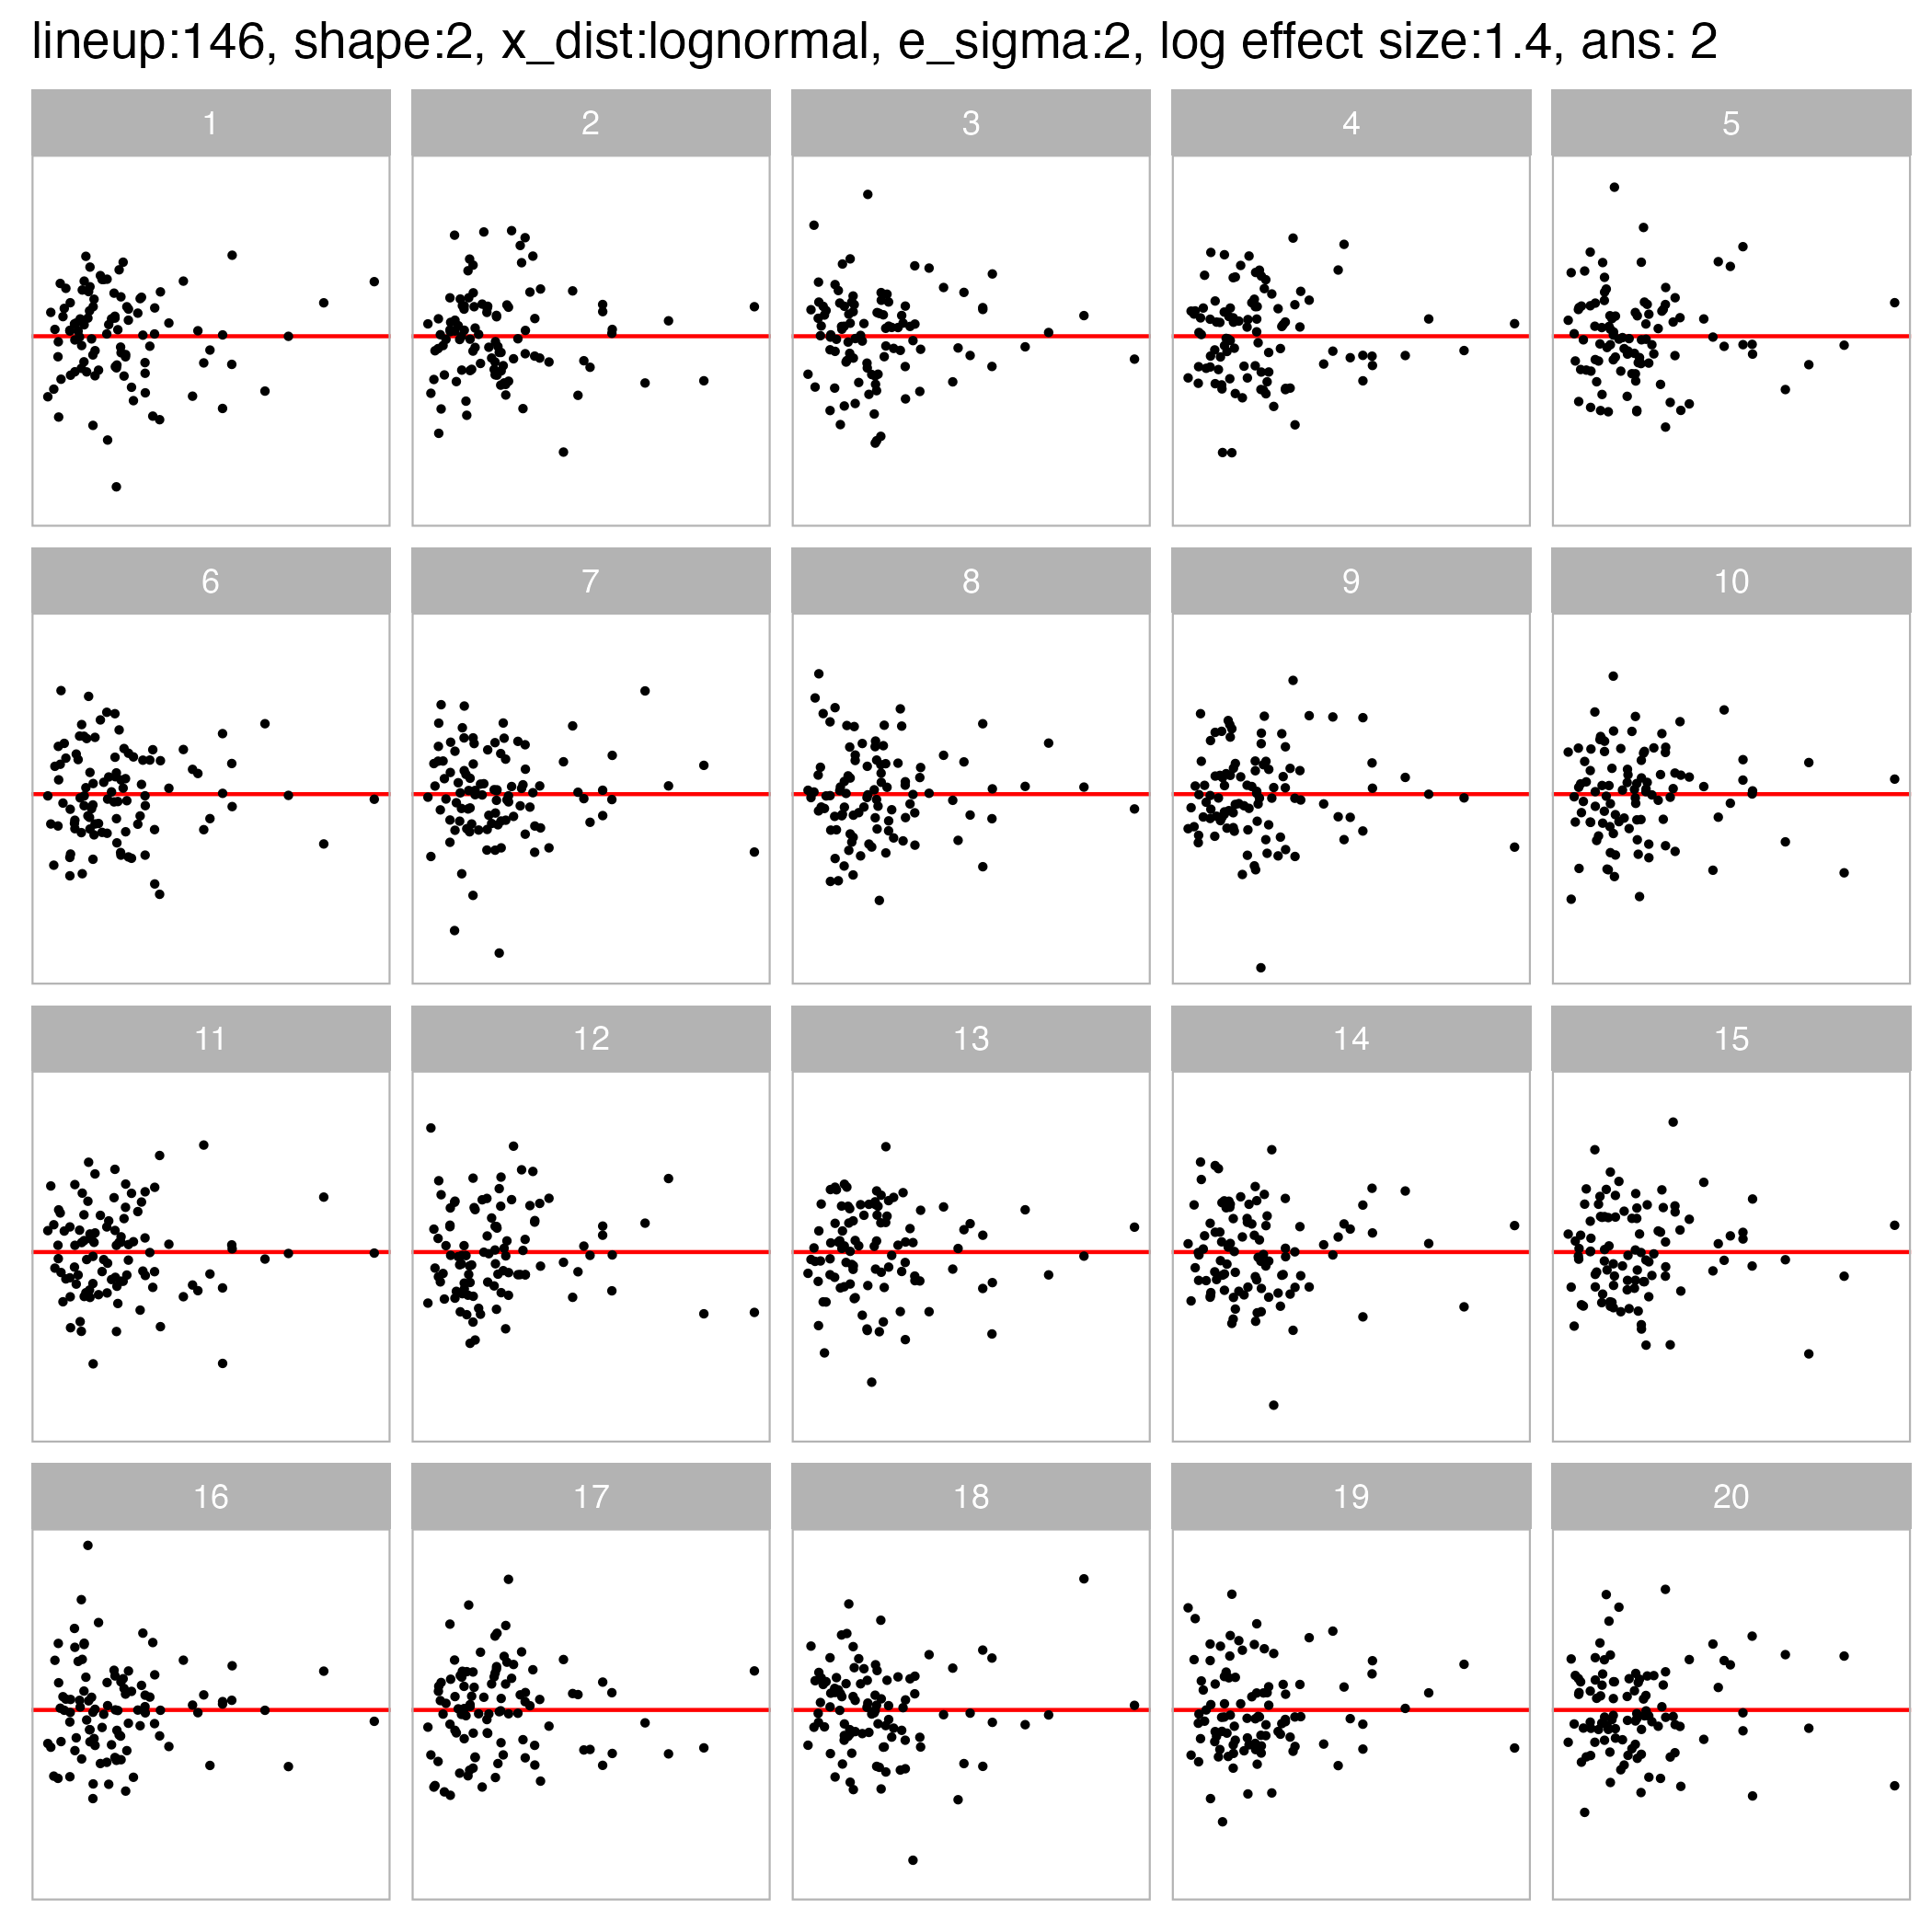 lineup:146, shape:2, x_dist:lognormal, e_sigma:2, log effect size:1.4, ans: 2
1 2 3 4 5
6 7 8 9 10
11 12 13 14 15
16 17 18 19 20